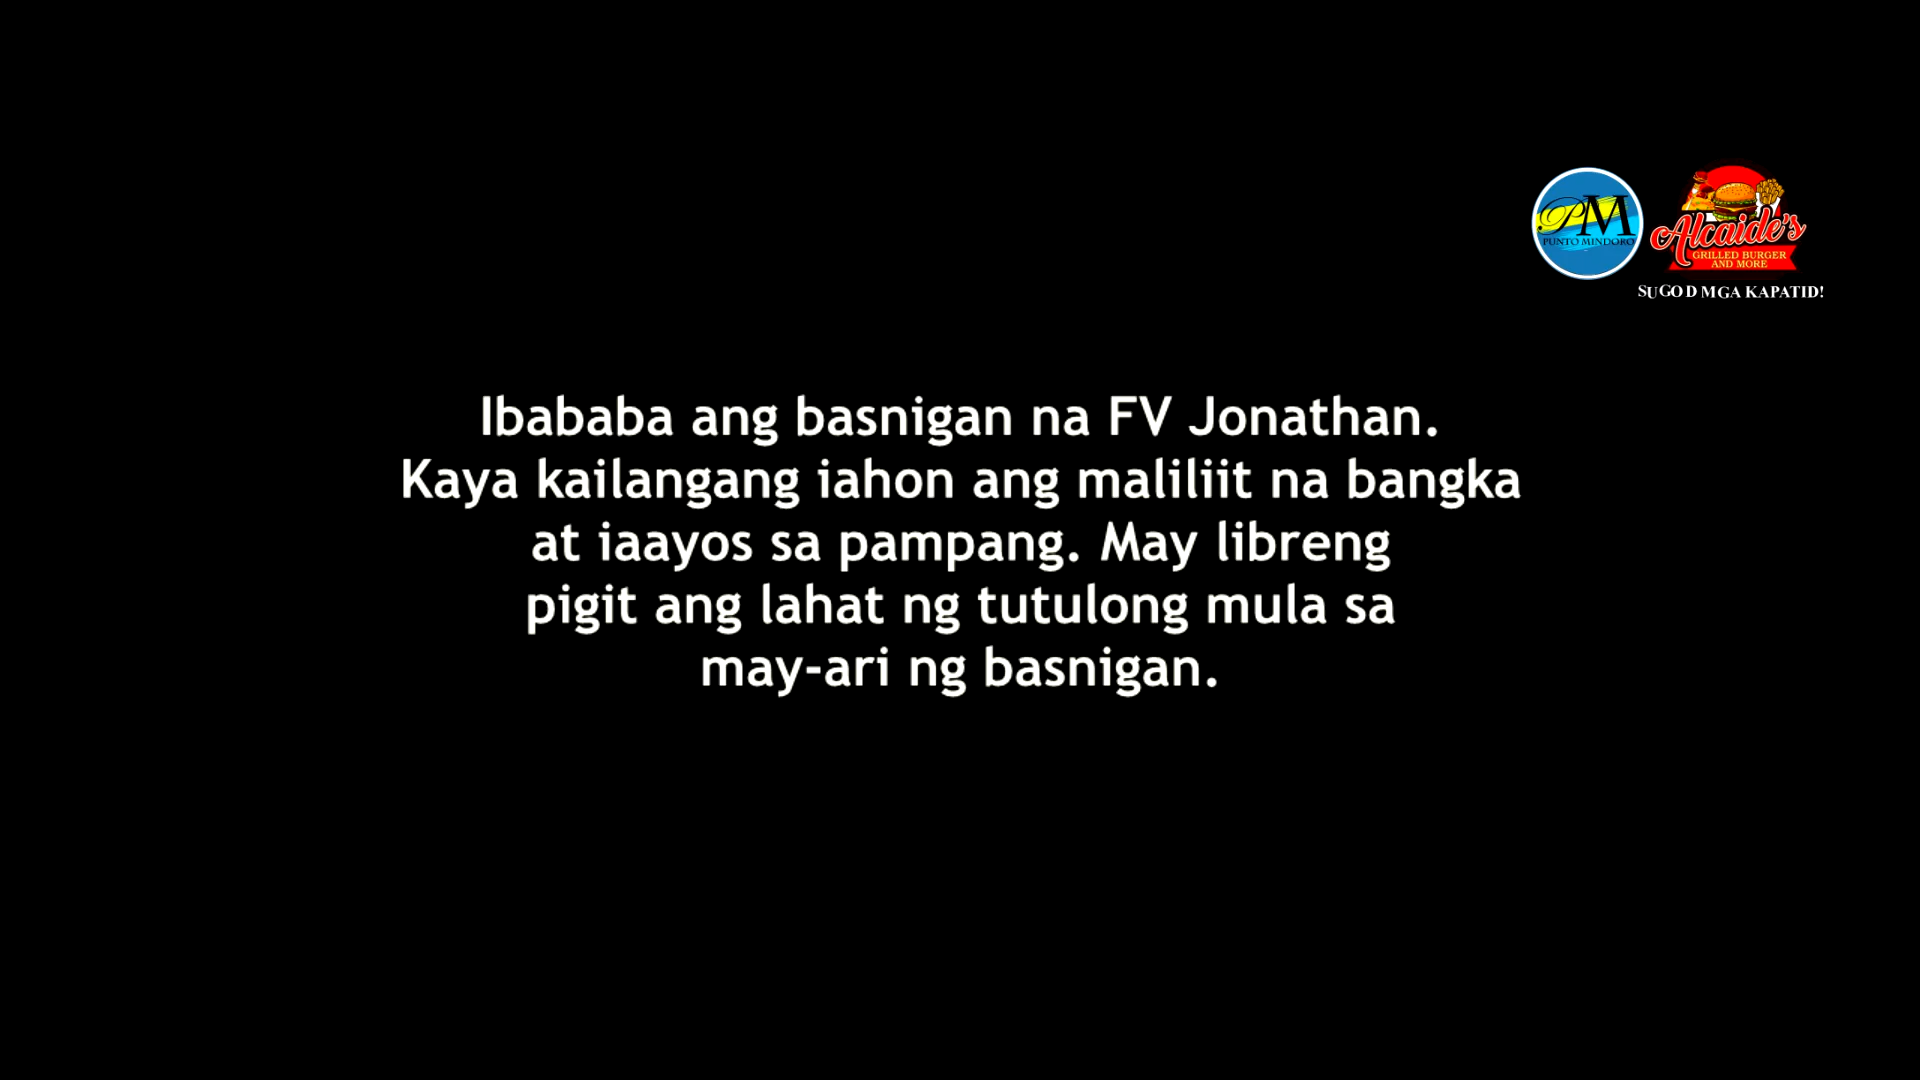 PM
PUNTO MINDORO
Alcaide's
GRILLED BURGER
AND MORE
SUGOD MGA KAPATID!
Ibababa ang basnigan na FV Jonathan.
Kaya kailangang iahon ang maliliit na bangka
at iaayos sa pampang. May libreng
pigit ang lahat ng tutulong mula sa
may-ari ng basnigan.